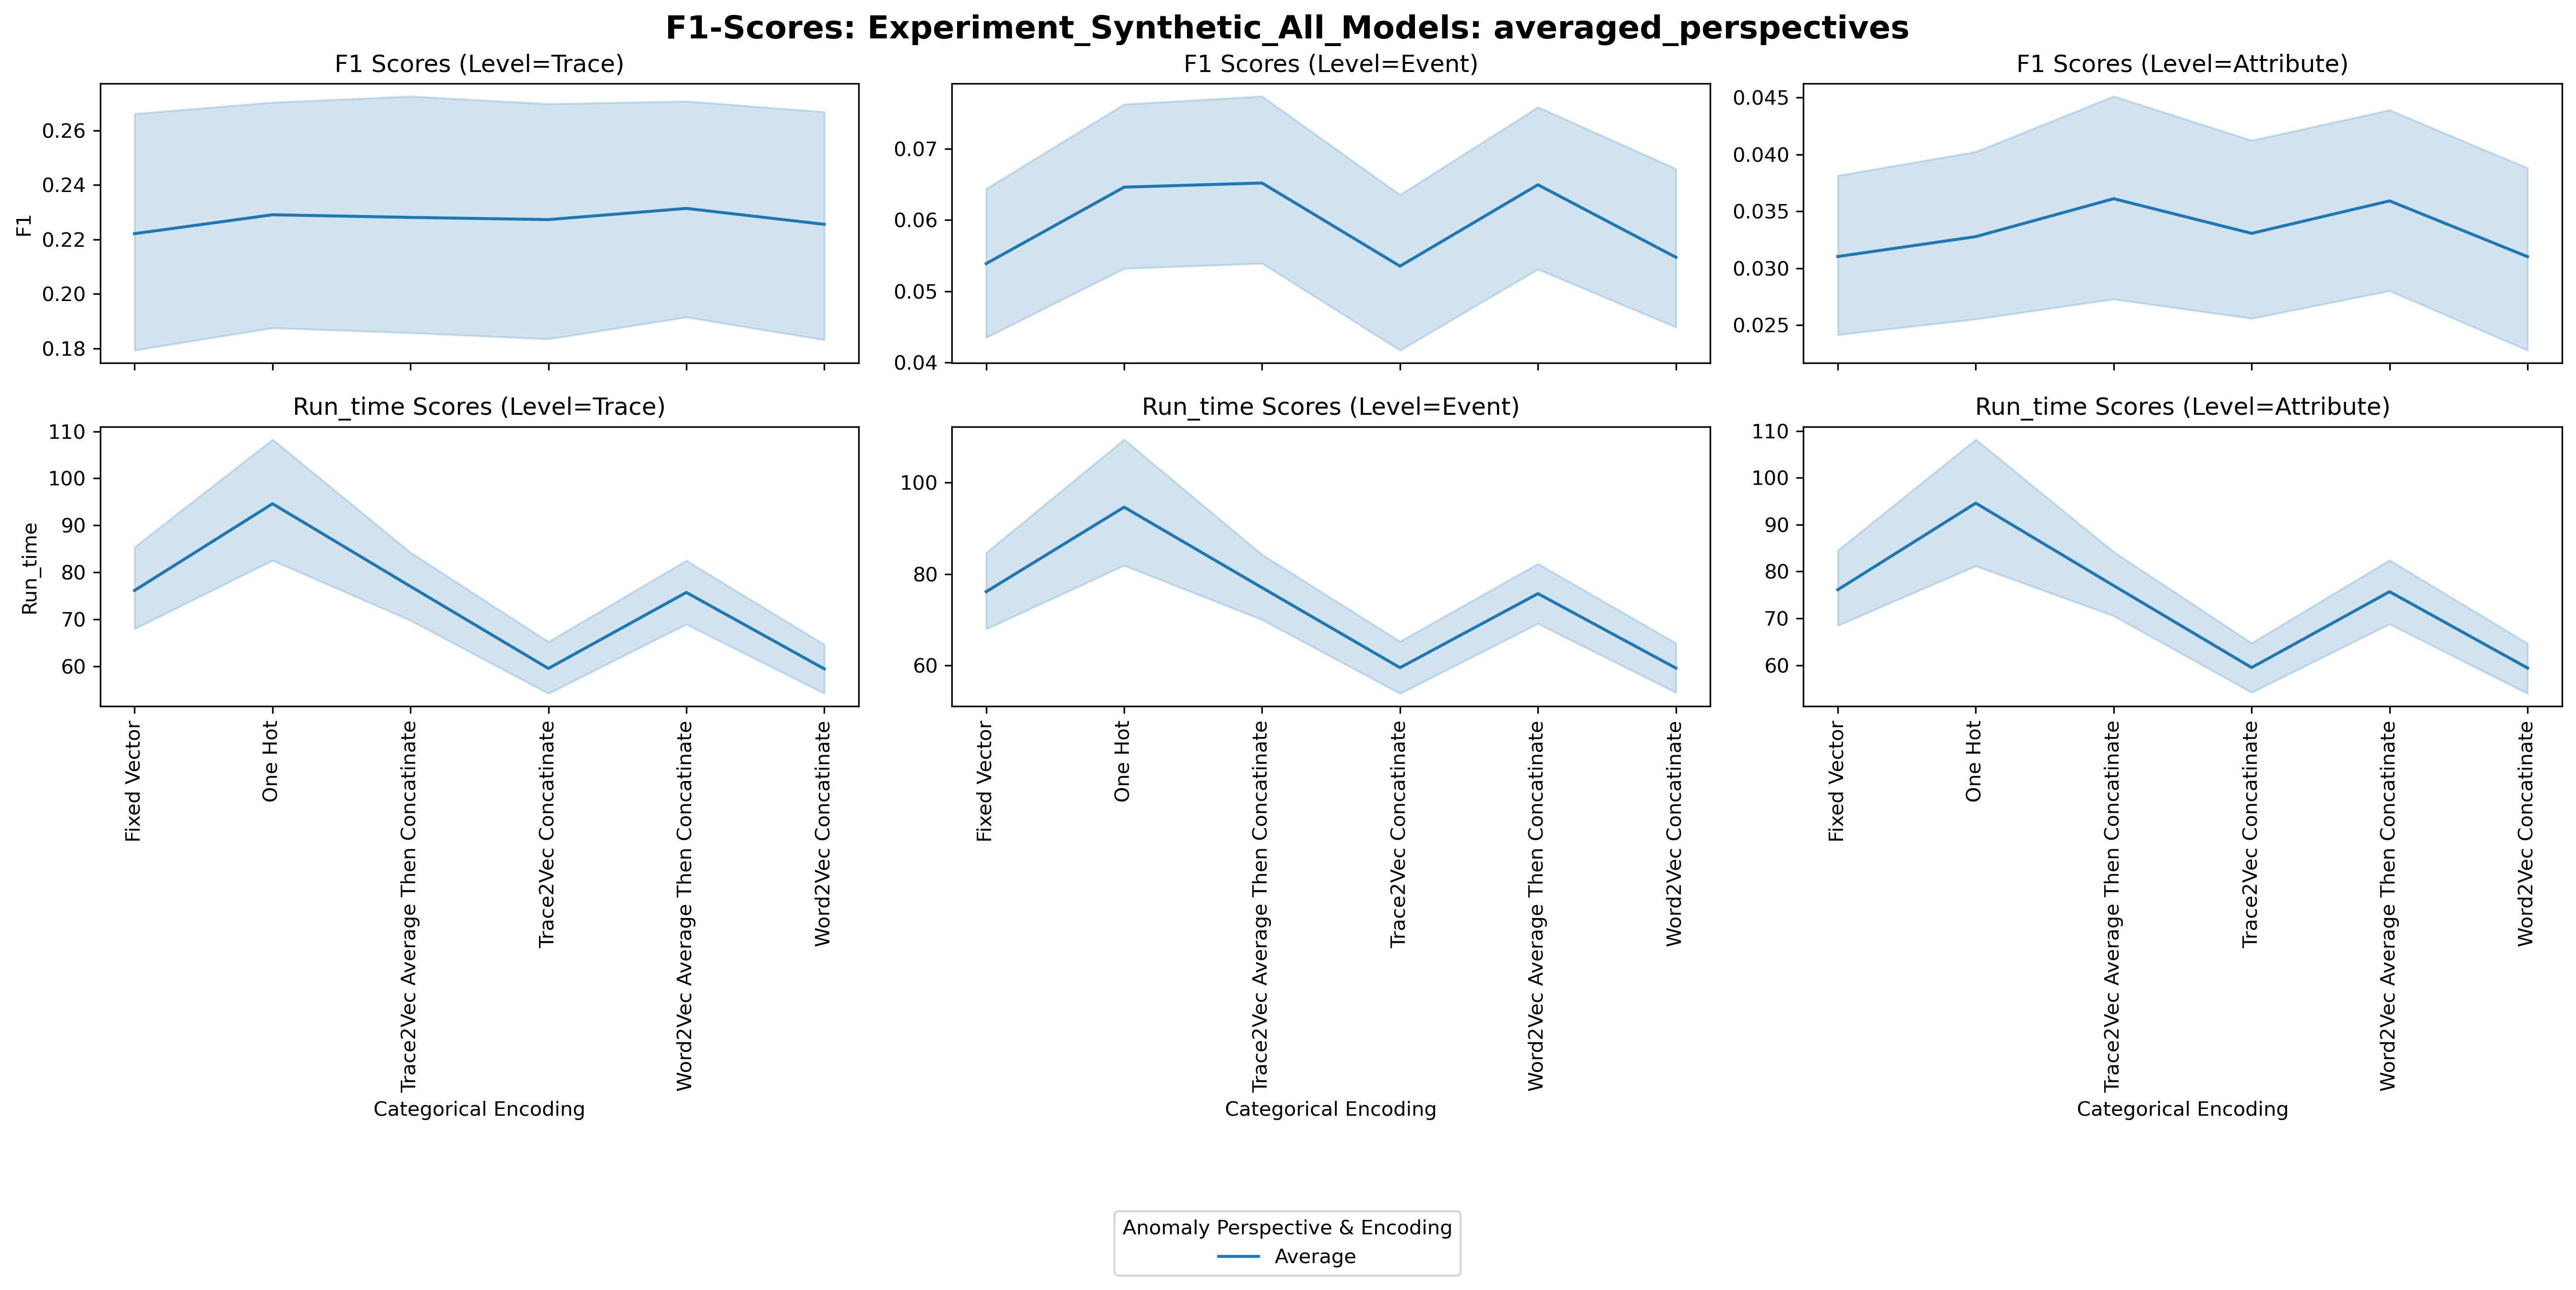 F1-Scores: Experiment_Synthetic_All_Models: averaged_perspectives
F1 Scores (Level=Trace)
F1
0.26
0.24
0.22
0.20
0.18
F1 Scores (Level=Event)
0.07
0.06
0.05
0.04
F1 Scores (Level=Attribute)
0.045
0.040
0.035
0.030
0.025
Run_time Scores (Level=Trace)
Run_time
110
100
90
80
70
60
Fixed Vector
One Hot
Trace2Vec Average Then Concatinate
Trace2Vec Concatinate
Word2Vec Average Then Concatinate
Word2Vec Concatinate
Categorical Encoding
Run_time Scores (Level=Event)
100
80
60
Fixed Vector
One Hot
Trace2Vec Average Then Concatinate
Trace2Vec Concatinate
Word2Vec Average Then Concatinate
Word2Vec Concatinate
Categorical Encoding
Run_time Scores (Level=Attribute)
110
100
90
80
70
60
Fixed Vector
One Hot
Trace2Vec Average Then Concatinate
Trace2Vec Concatinate
Word2Vec Average Then Concatinate
Word2Vec Concatinate
Categorical Encoding
Anomaly Perspective & Encoding
Average